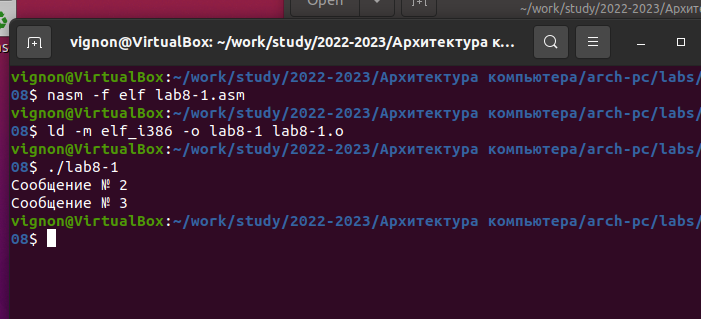 Open
~/work/study/2022-2023/Архит
vignon@VirtualBox: ~/work/study/2022-2023/Архитектура к...
vignon@VirtualBox:~/work/study/2022-2023/Архитектура компьютера/arch-pc/labs/
08$ nasm -f elf lab8-1.asm
vignon@VirtualBox:~/work/study/2022-2023/Архитектура компьютера/arch-pc/labs/
08$ ld -m elf_i386 -o lab8-1 lab8-1.o
vignon@VirtualBox:~/work/study/2022-2023/Архитектура компьютера/arch-pc/labs/
08$ ./lab8-1
Сообщение № 2
Сообщение № 3
vignon@VirtualBox:~/work/study/2022-2023/Архитектура компьютера/arch-pc/labs/
08$